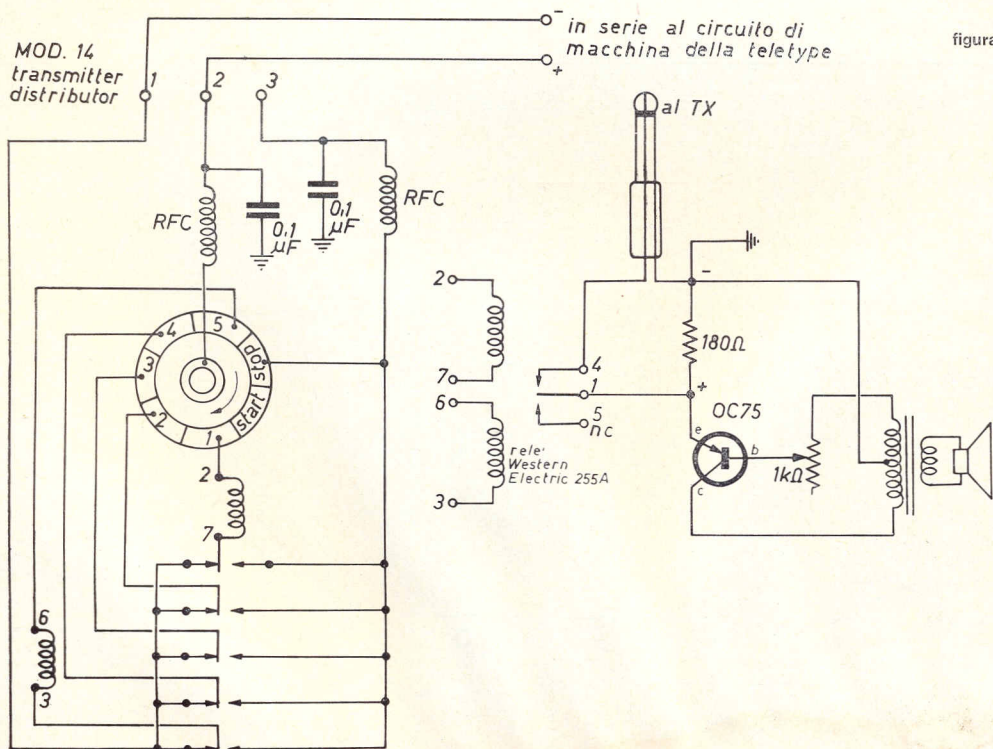 in serie al circuito di
macchina della teletype
figura
MOD. 14
transmitter
distributor
1
2
3
-
+
al TX
RFC
0,1
µF
0,1
µF
RFC
2
7
6
3
rele'
Western
Electric 255A
4
1
5
nc
-
180Ω
+
OC75
e
b
c
1kΩ
5
4
3
2
1
start
stop
2
7
6
3